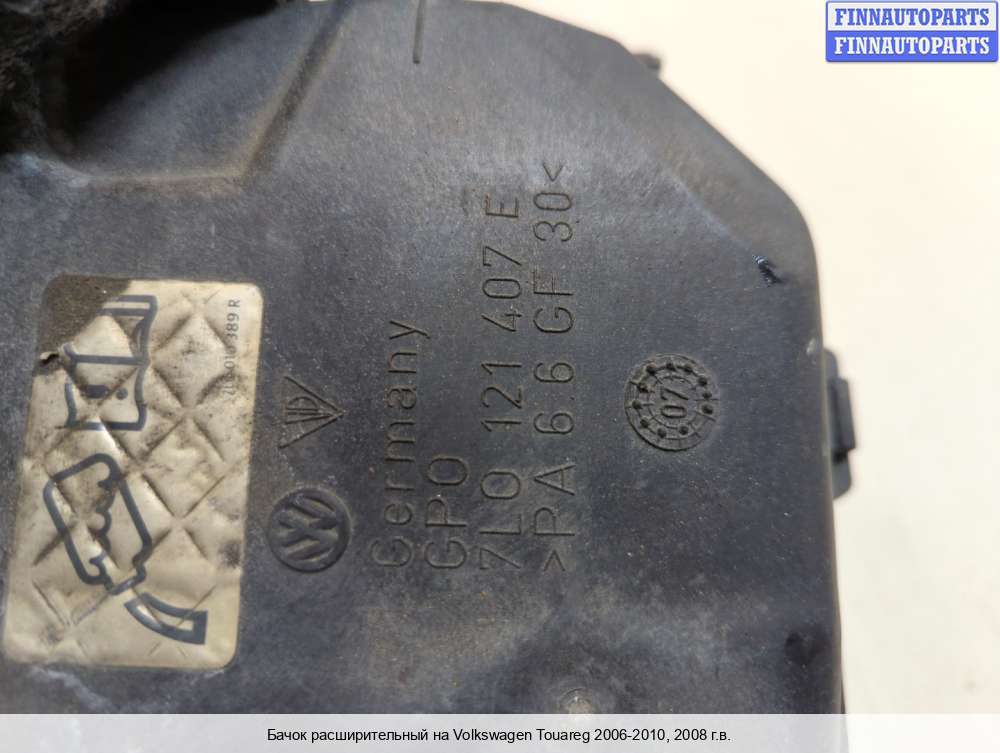 FINNAUTOPARTS
FINNAUTOPARTS
Germany
GPO
7L0 121 407 E
>PA 6.6 GF 30<
07
Бачок расширительный на Volkswagen Touareg 2006-2010, 2008 г.в.